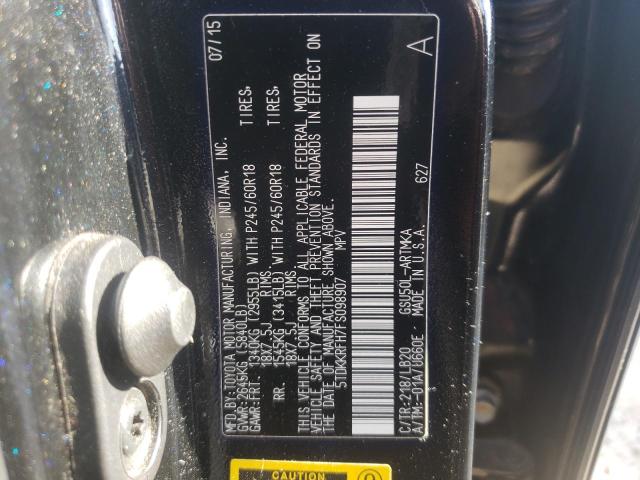 MFD.BY:TOYOTA MOTOR MANUFACTURING, INDIANA, INC. 07/15
GVWR:2649KG (5840LB)
GAWR:FRT. 1340KG (2955LB) WITH P245/60R18 TIRES,
18X7.5J RIMS.
RR. 1549KG (3415LB) WITH P245/60R18 TIRES,
18X7.5J RIMS.
THIS VEHICLE CONFORMS TO ALL APPLICABLE FEDERAL MOTOR
VEHICLE SAFETY AND THEFT PREVENTION STANDARDS IN EFFECT ON
THE DATE OF MANUFACTURE SHOWN ABOVE.
5TDKKRFH7FS098907 MPV
C/TR:218/LB20 GSU50L-ARTMKA
A/TM:-01A/U660E MADE IN U.S.A. 627 A
CAUTION